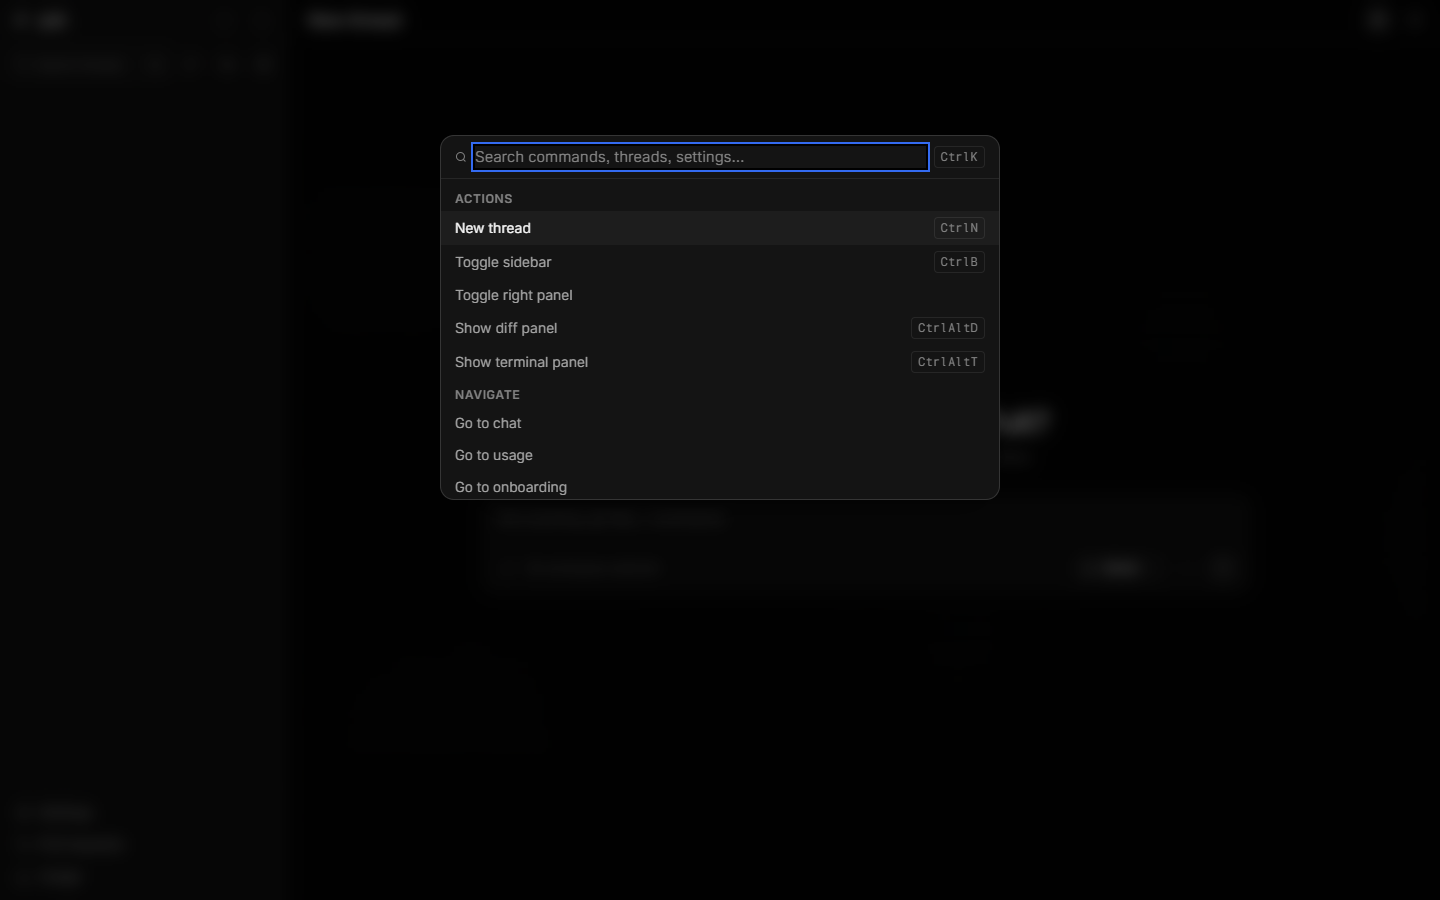 Search commands, threads, settings...
CtrlK
ACTIONS
New thread
CtrlN
Toggle sidebar
CtrlB
Toggle right panel
Show diff panel
CtrlAltD
Show terminal panel
CtrlAltT
NAVIGATE
Go to chat
Go to usage
Go to onboarding